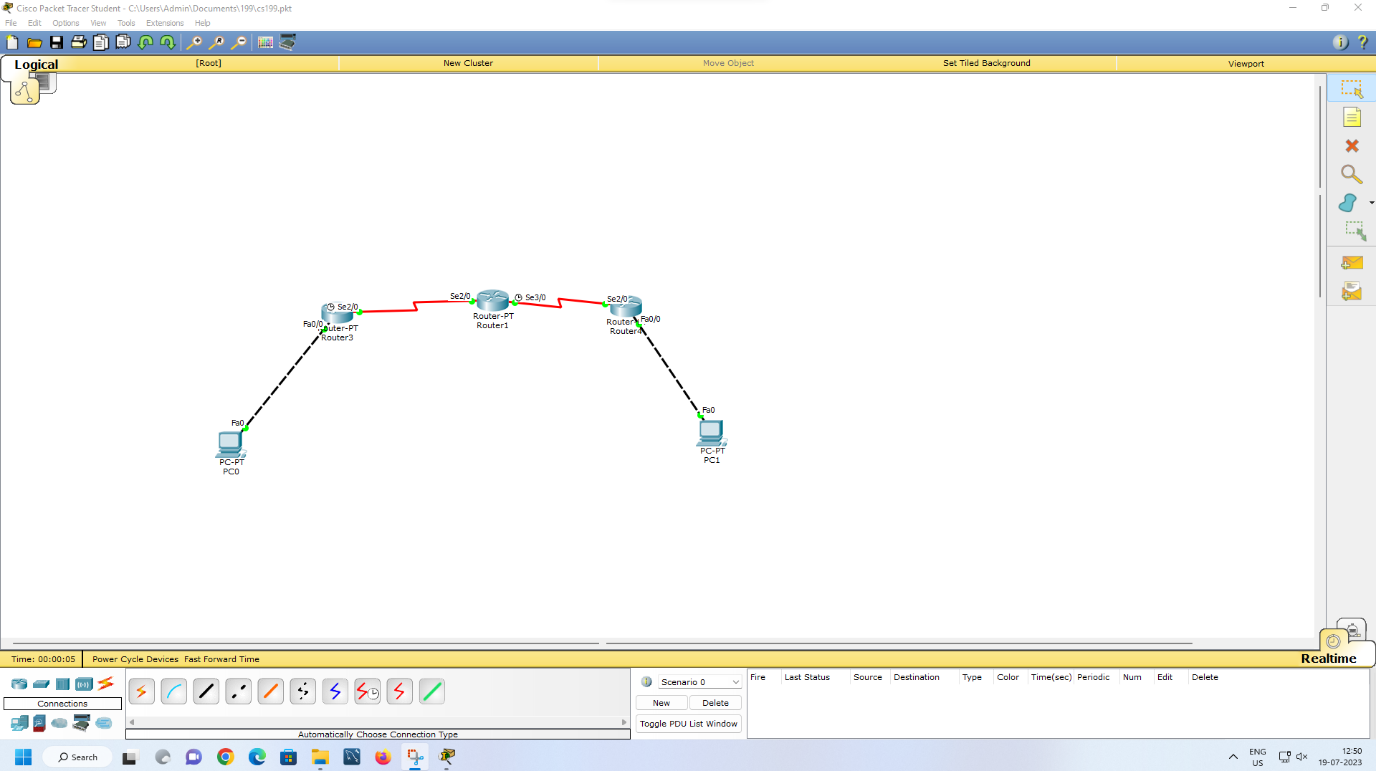 Cisco Packet Tracer Student - C:\Users\Admin\Documents\199\cs199.pkt
File Edit Options View Tools Extensions Help
Logical [Root] New Cluster Move Object Set Tiled Background Viewport
Se2/0 Se3/0 Se2/0
Se2/0
Fa0/0 Fa0/0
Router-PT
Router1
Router3
Router4
Fa0
Fa0
PC-PT
PC1
PC-PT
PC0
Time: 00:00:05 Power Cycle Devices Fast Forward Time Realtime
Connections
Automatically Choose Connection Type
Scenario 0
New Delete
Toggle PDU List Window
Fire Last Status Source Destination Type Color Time(sec) Periodic Num Edit Delete
Search
ENG
US
12:50
19-07-2023